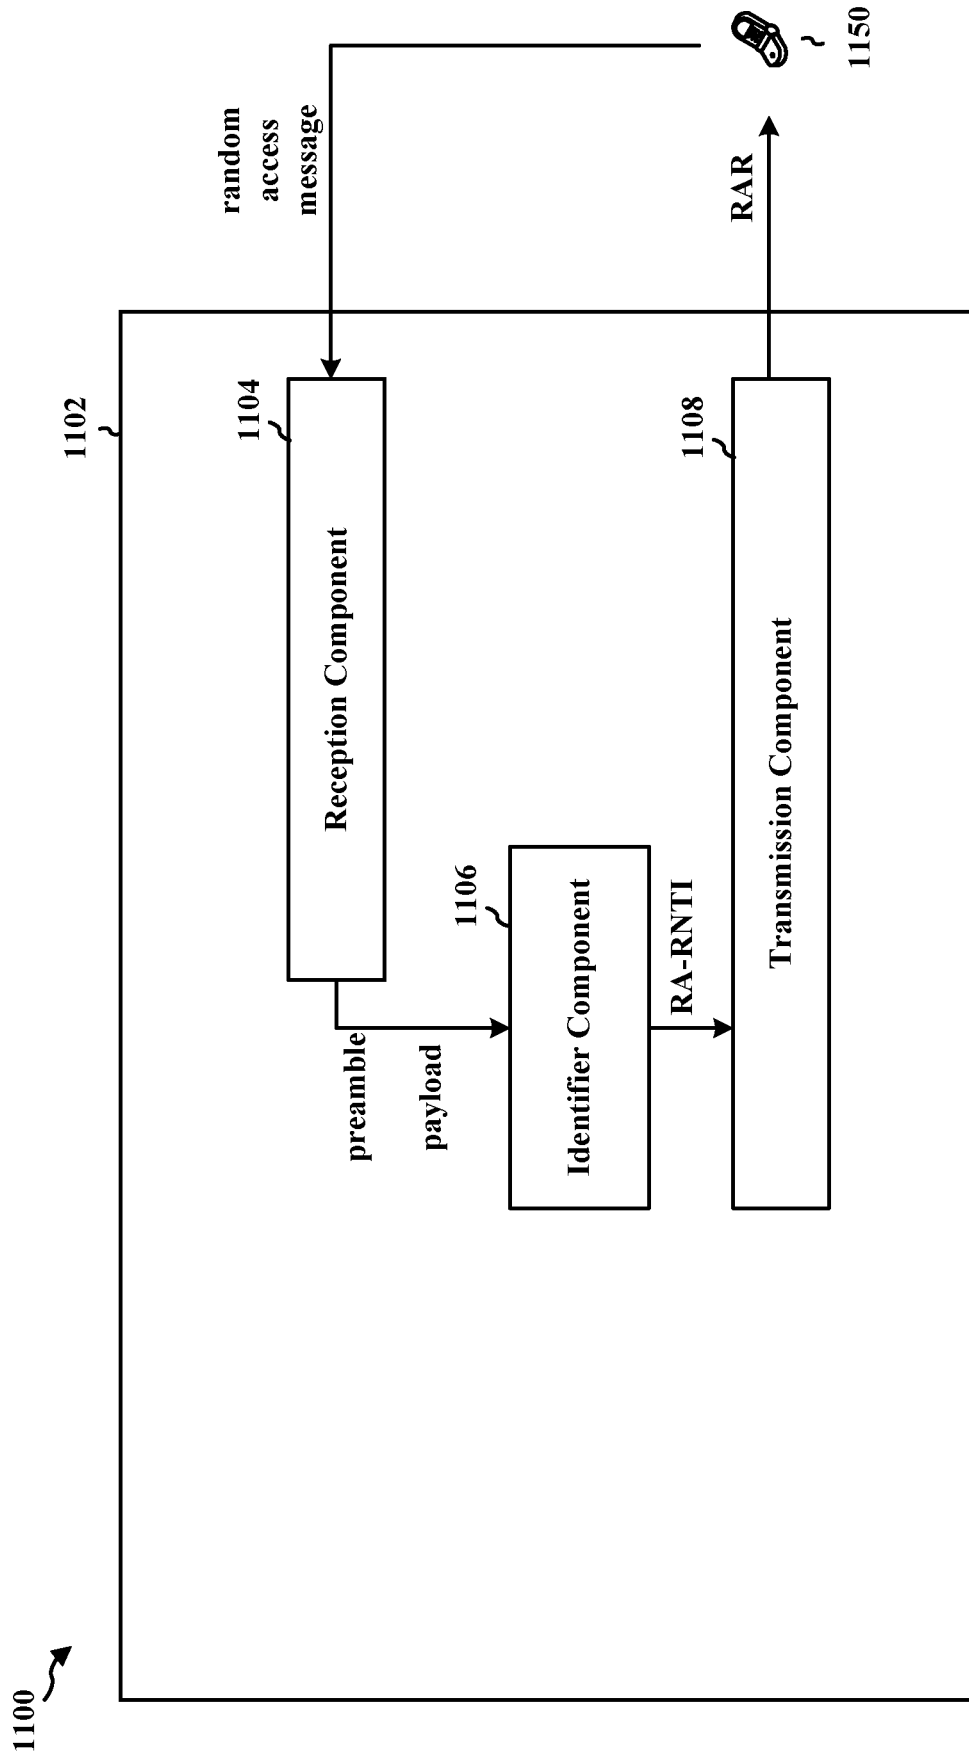 1100
1102
random
access
message
1104
Reception Component
preamble
payload
1106
Identifier Component
RA-RNTI
1108
Transmission Component
RAR
1150